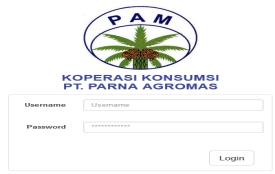 PAM
KOPERASI KONSUMSI
PT. PARNA AGROMAS
Username Username
Password ************
Login